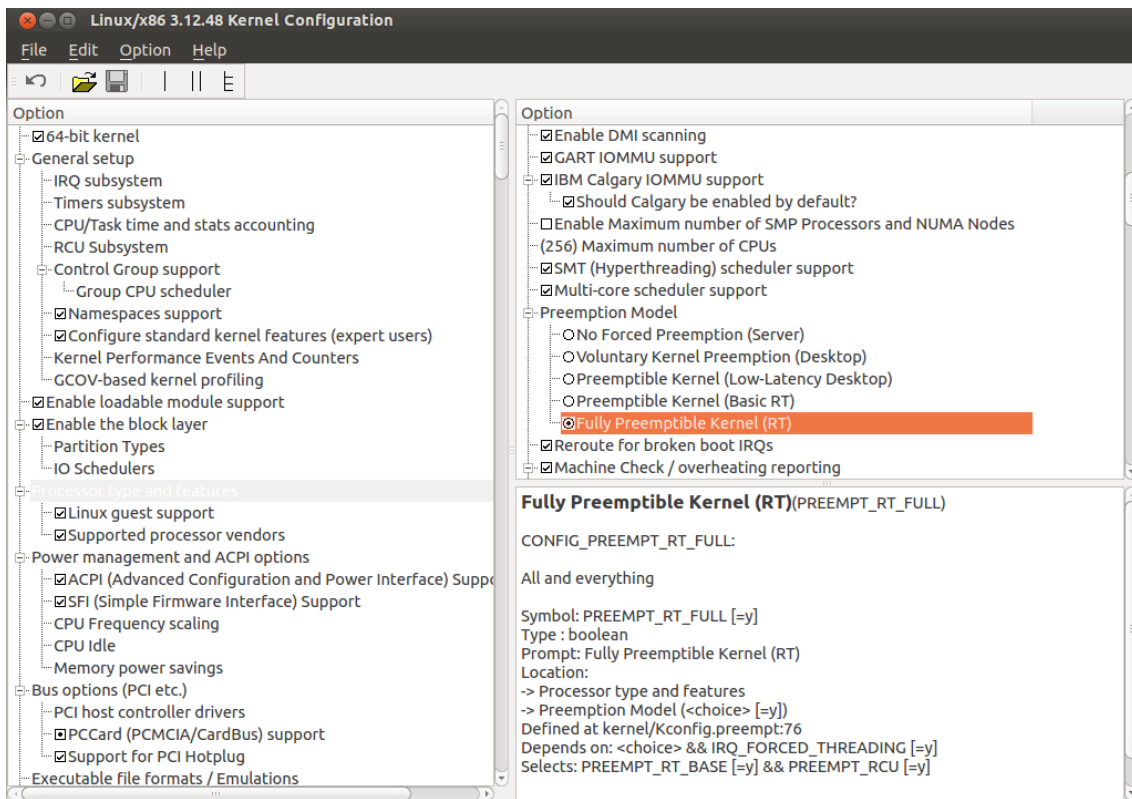 Linux/x86 3.12.48 Kernel Configuration
File Edit Option Help
Option
64-bit kernel
General setup
IRQ subsystem
Timers subsystem
CPU/Task time and stats accounting
RCU Subsystem
Control Group support
Group CPU scheduler
Namespaces support
Configure standard kernel features (expert users)
Kernel Performance Events And Counters
GCOV-based kernel profiling
Enable loadable module support
Enable the block layer
Partition Types
IO Schedulers
Processor type and features
Linux guest support
Supported processor vendors
Power management and ACPI options
ACPI (Advanced Configuration and Power Interface) Suppo
SFI (Simple Firmware Interface) Support
CPU Frequency scaling
CPU Idle
Memory power savings
Bus options (PCI etc.)
PCI host controller drivers
PCCard (PCMCIA/CardBus) support
Support for PCI Hotplug
Executable file formats / Emulations
Option
Enable DMI scanning
GART IOMMU support
IBM Calgary IOMMU support
Should Calgary be enabled by default?
Enable Maximum number of SMP Processors and NUMA Nodes
(256) Maximum number of CPUs
SMT (Hyperthreading) scheduler support
Multi-core scheduler support
Preemption Model
No Forced Preemption (Server)
Voluntary Kernel Preemption (Desktop)
Preemptible Kernel (Low-Latency Desktop)
Preemptible Kernel (Basic RT)
Fully Preemptible Kernel (RT)
Reroute for broken boot IRQs
Machine Check / overheating reporting
Fully Preemptible Kernel (RT)(PREEMPT_RT_FULL)
CONFIG_PREEMPT_RT_FULL:
All and everything
Symbol: PREEMPT_RT_FULL [=y]
Type : boolean
Prompt: Fully Preemptible Kernel (RT)
Location:
-> Processor type and features
-> Preemption Model (<choice> [=y])
Defined at kernel/Kconfig.preempt:76
Depends on: <choice> && IRQ_FORCED_THREADING [=y]
Selects: PREEMPT_RT_BASE [=y] && PREEMPT_RCU [=y]